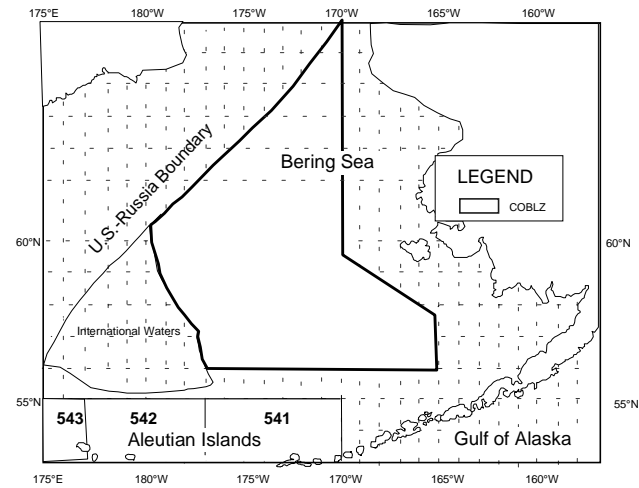 175°E 180°W 175°W 170°W 165°W 160°W
U.S.-Russia Boundary
Bering Sea
LEGEND
COBLZ
60°N 60°N
International Waters
55°N 55°N
543 542 541
Aleutian Islands
Gulf of Alaska
175°E 180°W 175°W 170°W 165°W 160°W